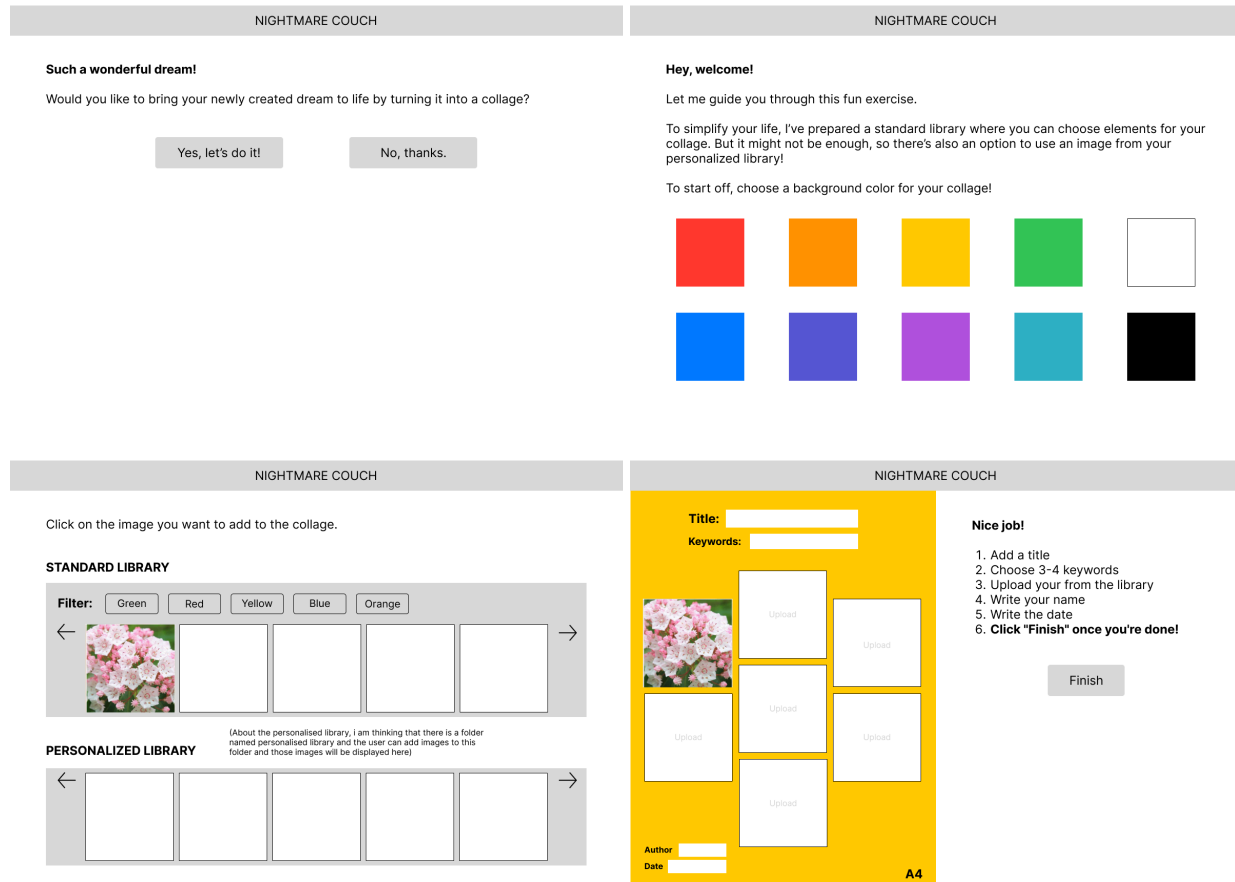 NIGHTMARE COUCH
Such a wonderful dream!
Would you like to bring your newly created dream to life by turning it into a collage?
Yes, let’s do it!
No, thanks.
NIGHTMARE COUCH
Hey, welcome!
Let me guide you through this fun exercise.
To simplify your life, I’ve prepared a standard library where you can choose elements for your
collage. But it might not be enough, so there’s also an option to use an image from your
personalized library!
To start off, choose a background color for your collage!
NIGHTMARE COUCH
Click on the image you want to add to the collage.
STANDARD LIBRARY
Filter:
Green
Red
Yellow
Blue
Orange
PERSONALIZED LIBRARY
(About the personalised library, i am thinking that there is a folder
named personalised library and the user can add images to this
folder and those images will be displayed here)
NIGHTMARE COUCH
Title:
Keywords:
Upload
Upload
Upload
Upload
Upload
Upload
Author
Date
A4
Nice job!
1. Add a title
2. Choose 3-4 keywords
3. Upload your from the library
4. Write your name
5. Write the date
6. Click "Finish" once you're done!
Finish